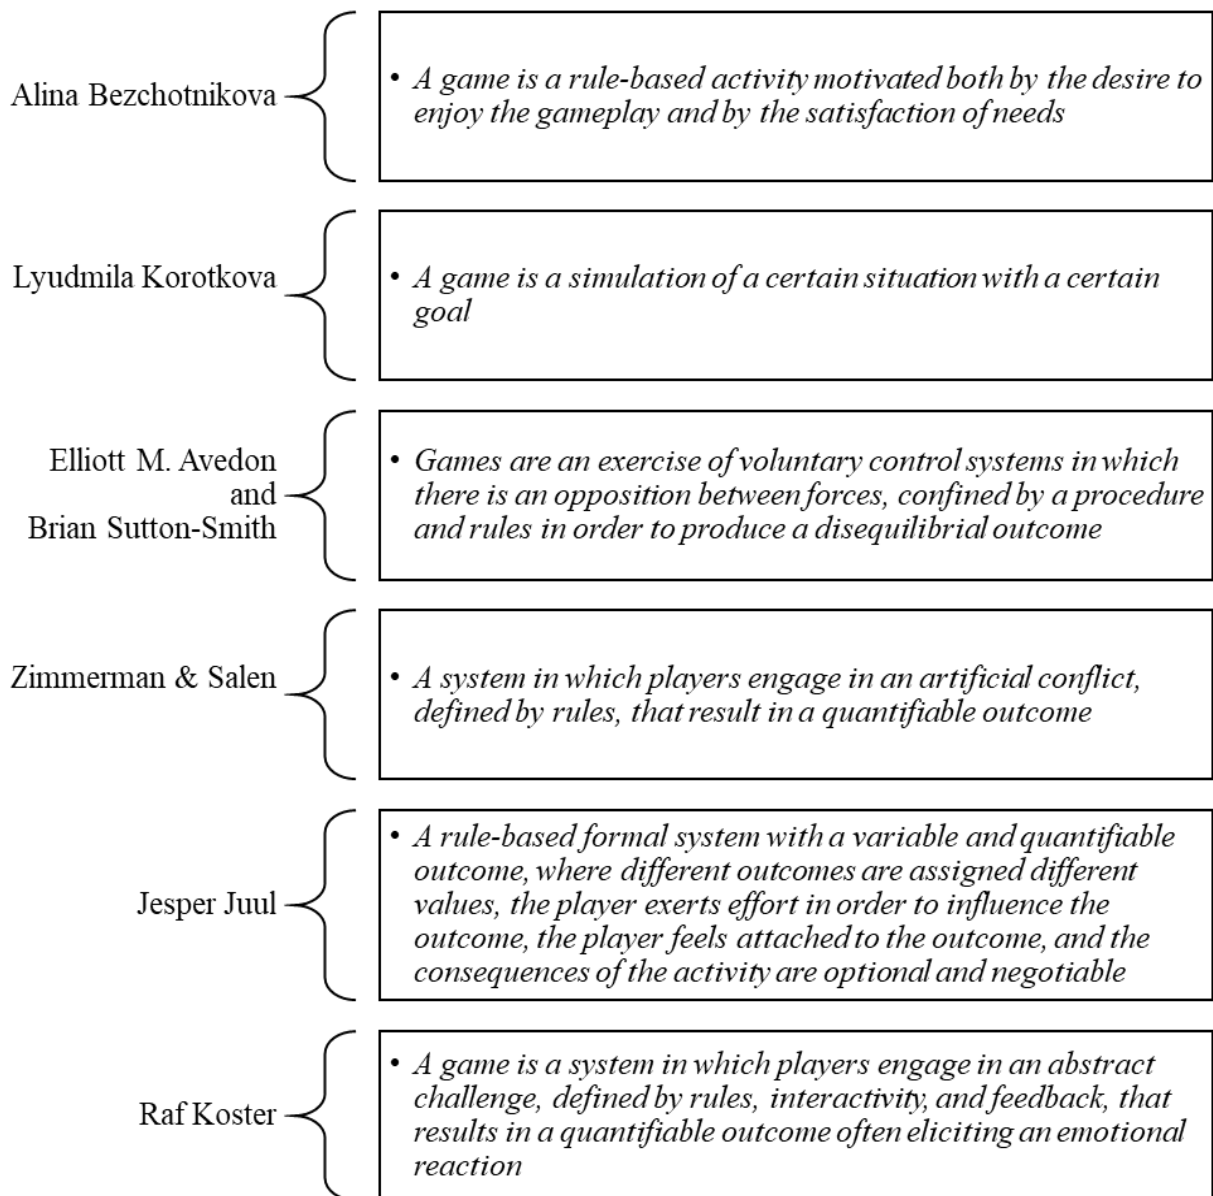 Alina Bezchotnikova
• A game is a rule-based activity motivated both by the desire to
enjoy the gameplay and by the satisfaction of needs
Lyudmila Korotkova
• A game is a simulation of a certain situation with a certain
goal
Elliott M. Avedon
and
Brian Sutton-Smith
• Games are an exercise of voluntary control systems in which
there is an opposition between forces, confined by a procedure
and rules in order to produce a disequilibrial outcome
Zimmerman & Salen
• A system in which players engage in an artificial conflict,
defined by rules, that result in a quantifiable outcome
Jesper Juul
• A rule-based formal system with a variable and quantifiable
outcome, where different outcomes are assigned different
values, the player exerts effort in order to influence the
outcome, the player feels attached to the outcome, and the
consequences of the activity are optional and negotiable
Raf Koster
• A game is a system in which players engage in an abstract
challenge, defined by rules, interactivity, and feedback, that
results in a quantifiable outcome often eliciting an emotional
reaction